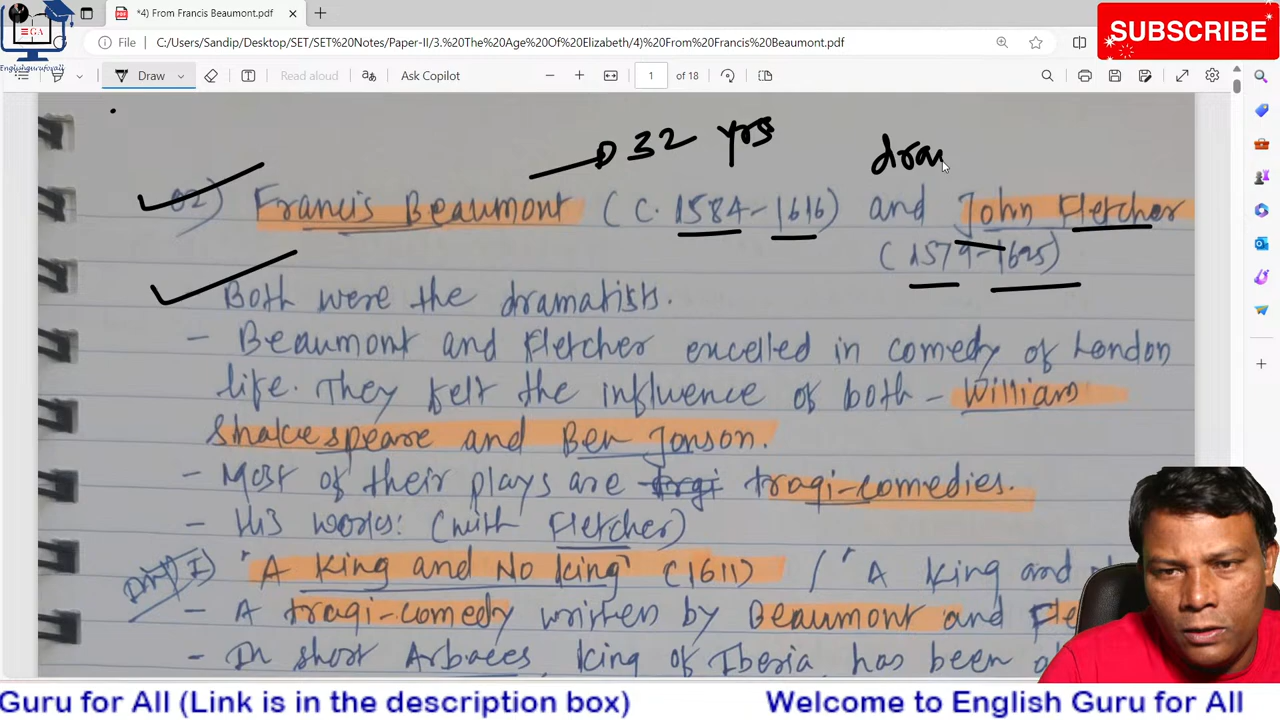 *4) From Francis Beaumont.pdf
SUBSCRIBE
EGA
Englishguruforall
File
C:/Users/Sandip/Desktop/SET/SET%20Notes/Paper-II/3.%20The%20Age%20Of%20Elizabeth/4)%20From%20Francis%20Beaumont.pdf
Draw
Read aloud
Ask Copilot
1 of 18
32 yrs
dram
02) Francis Beaumont (C. 1584-1616) and John Fletcher
(1579-1625)
Both were the dramatists.
- Beaumont and Fletcher excelled in comedy of London
life. They felt the influence of both - William
Shakespeare and Ben Jonson.
- Most of their plays are tragi-comedies.
- His works: (with Fletcher)
I) 'A King and No King' (1611) / 'A King and
- A tragi-comedy written by Beaumont and Fle
- In short Arbaces, King of Iberia has been
Guru for All (Link is in the description box)
Welcome to English Guru for All